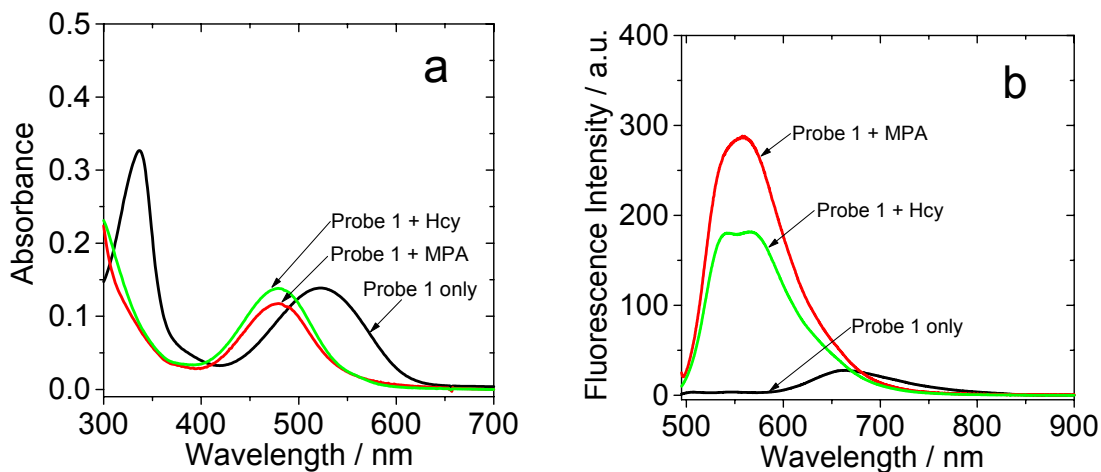 a
0.5
0.4
0.3
0.2
0.1
0.0
Absorbance
Probe 1 + Hcy
Probe 1 + MPA
Probe 1 only
300 400 500 600 700
Wavelength / nm
b
400
300
200
100
0
Fluorescence Intensity / a.u.
Probe 1 + MPA
Probe 1 + Hcy
Probe 1 only
500 600 700 800 900
Wavelength / nm